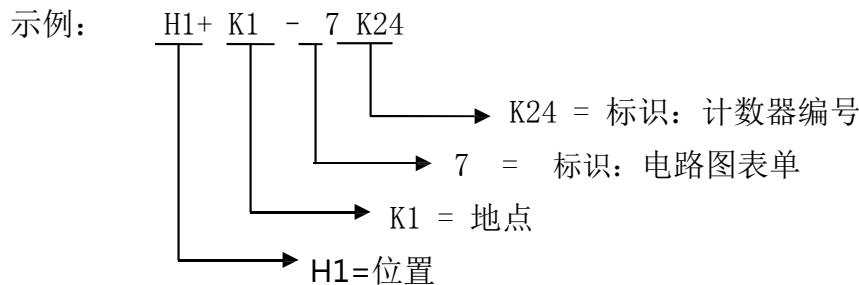 示例： H1+ K1 - 7 K24
K24 = 标识：计数器编号
7 = 标识：电路图表单
K1 = 地点
H1=位置